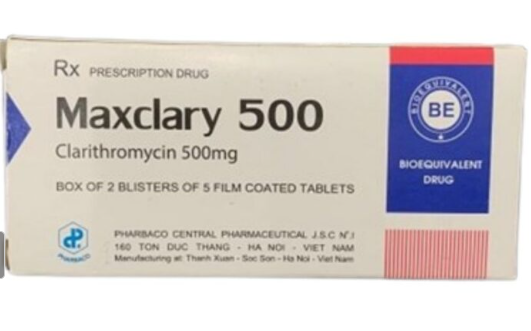 Rx PRESCRIPTION DRUG
Maxclary 500
Clarithromycin 500mg
BOX OF 2 BLISTERS OF 5 FILM COATED TABLETS
PHARBACO
PHARBACO CENTRAL PHARMACEUTICAL J.S.C Nº.I
160 TON DUC THANG - HA NOI - VIET NAM
Manufacturing at: Thanh Xuan - Soc Son - Ha Noi - Viet Nam
BIOEQUIVALENT
BE
BIOEQUIVALENT
DRUG